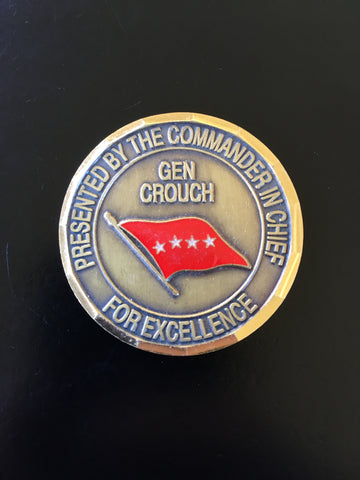 PRESENTED BY THE COMMANDER IN CHIEF
GEN
CROUCH
FOR EXCELLENCE